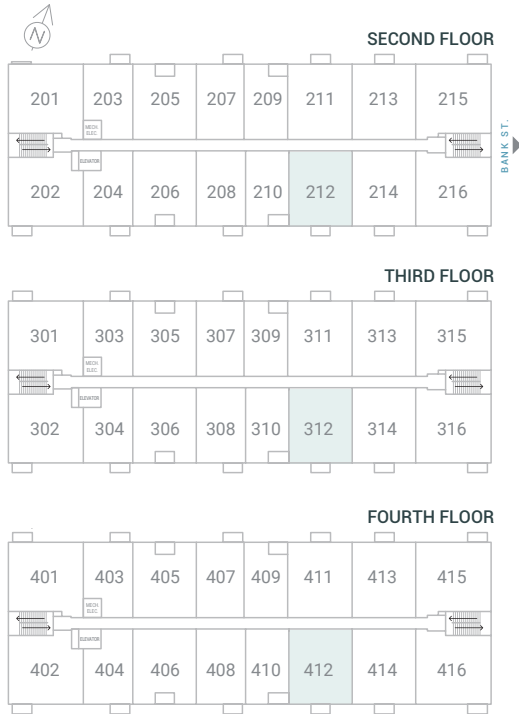 N
SECOND FLOOR
201 203 205 207 209 211 213 215
MECH.
ELEC.
BANK ST.
ELEVATOR
202 204 206 208 210 212 214 216
THIRD FLOOR
301 303 305 307 309 311 313 315
MECH.
ELEC.
ELEVATOR
302 304 306 308 310 312 314 316
FOURTH FLOOR
401 403 405 407 409 411 413 415
MECH.
ELEC.
ELEVATOR
402 404 406 408 410 412 414 416